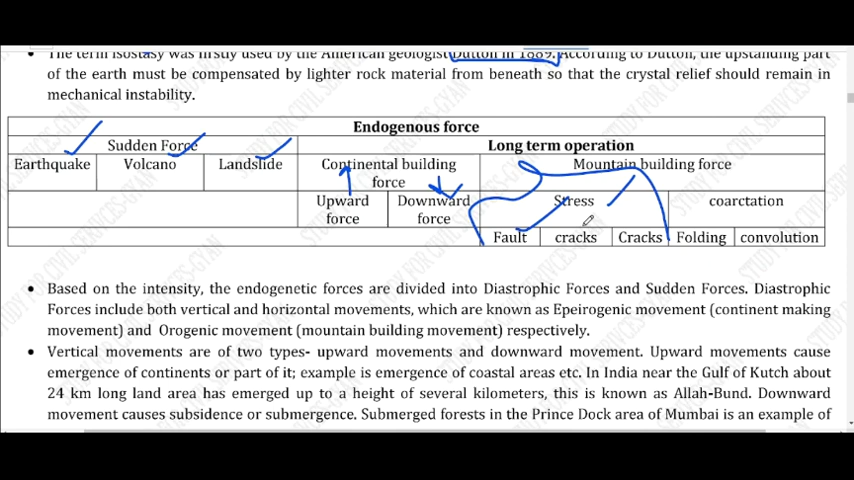 The term isostasy was firstly used by the American geologist Dutton in 1889. According to Dutton, the upstanding part
of the earth must be compensated by lighter rock material from beneath so that the crystal relief should remain in
mechanical instability.
Endogenous force
Sudden Force Long term operation
Earthquake Volcano Landslide Continental building force Mountain building force
Upward force Downward force Stress coarctation
Fault cracks Cracks Folding convolution
• Based on the intensity, the endogenetic forces are divided into Diastrophic Forces and Sudden Forces. Diastrophic
Forces include both vertical and horizontal movements, which are known as Epeirogenic movement (continent making
movement) and Orogenic movement (mountain building movement) respectively.
• Vertical movements are of two types- upward movements and downward movement. Upward movements cause
emergence of continents or part of it; example is emergence of coastal areas etc. In India near the Gulf of Kutch about
24 km long land area has emerged up to a height of several kilometers, this is known as Allah-Bund. Downward
movement causes subsidence or submergence. Submerged forests in the Prince Dock area of Mumbai is an example of